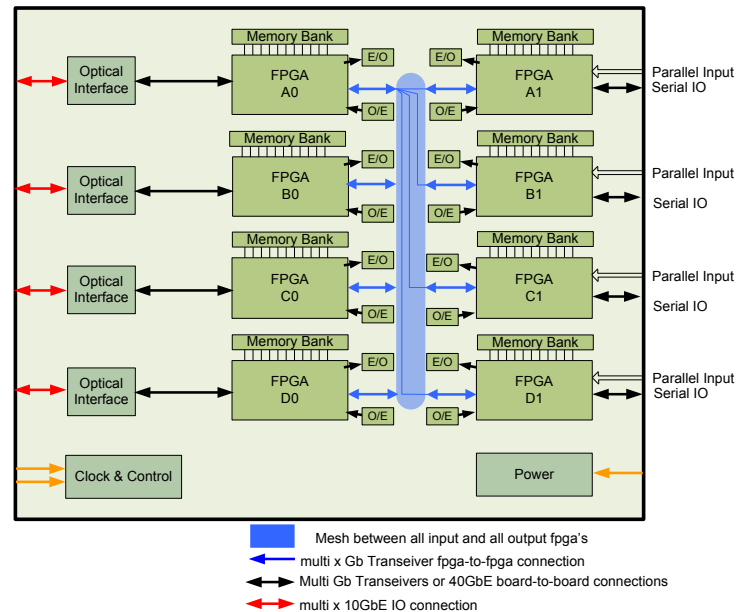 Memory Bank
Memory Bank
E/O
E/O
Optical
Interface
FPGA
A0
FPGA
A1
Parallel Input
Serial IO
O/E
O/E
Memory Bank
Memory Bank
E/O
E/O
Optical
Interface
FPGA
B0
FPGA
B1
Parallel Input
Serial IO
O/E
O/E
Memory Bank
Memory Bank
E/O
E/O
Optical
Interface
FPGA
C0
FPGA
C1
Parallel Input
Serial IO
O/E
O/E
Memory Bank
Memory Bank
E/O
E/O
Optical
Interface
FPGA
D0
FPGA
D1
Parallel Input
Serial IO
O/E
O/E
Clock & Control
Power
Mesh between all input and all output fpga's
multi x Gb Transeiver fpga-to-fpga connection
Multi Gb Transeivers or 40GbE board-to-board connections
multi x 10GbE IO connection